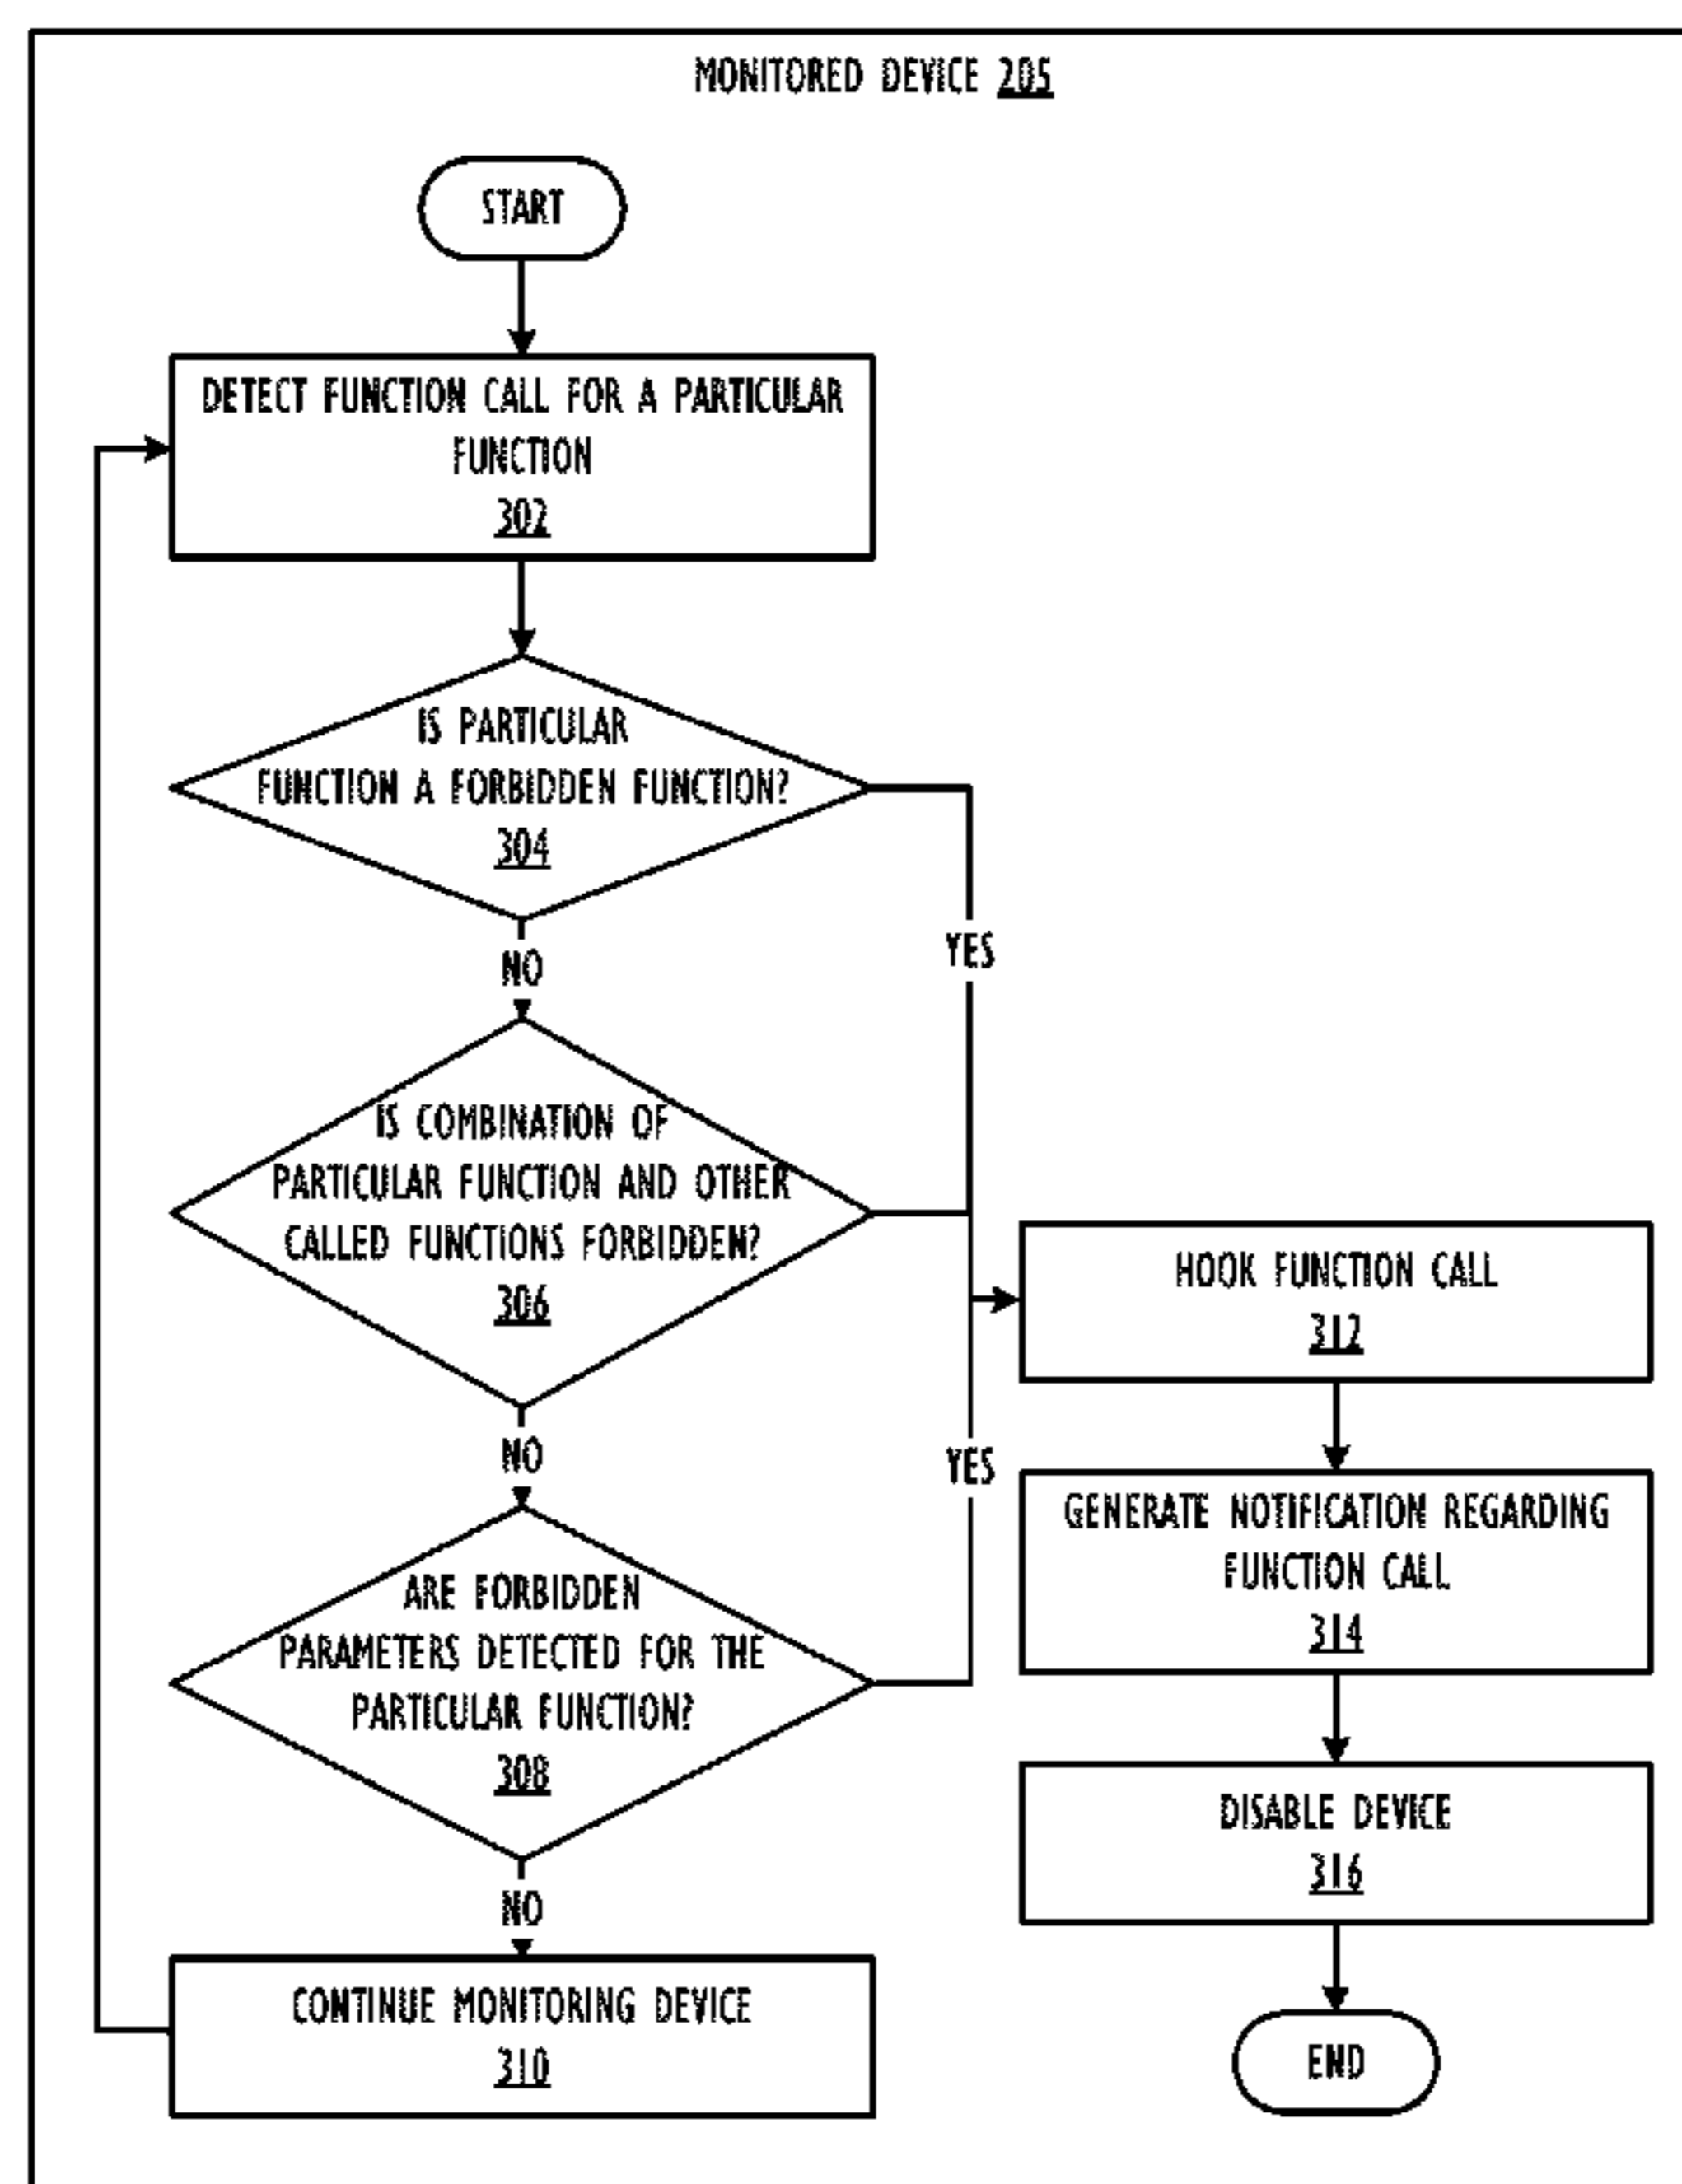 MONITORED DEVICE 205
START
DETECT FUNCTION CALL FOR A PARTICULAR
FUNCTION
302
IS PARTICULAR
FUNCTION A FORBIDDEN FUNCTION?
304
YES
NO
IS COMBINATION OF
PARTICULAR FUNCTION AND OTHER
CALLED FUNCTIONS FORBIDDEN?
306
NO
YES
ARE FORBIDDEN
PARAMETERS DETECTED FOR THE
PARTICULAR FUNCTION?
308
NO
CONTINUE MONITORING DEVICE
310
HOOK FUNCTION CALL
312
GENERATE NOTIFICATION REGARDING
FUNCTION CALL
314
DISABLE DEVICE
316
END